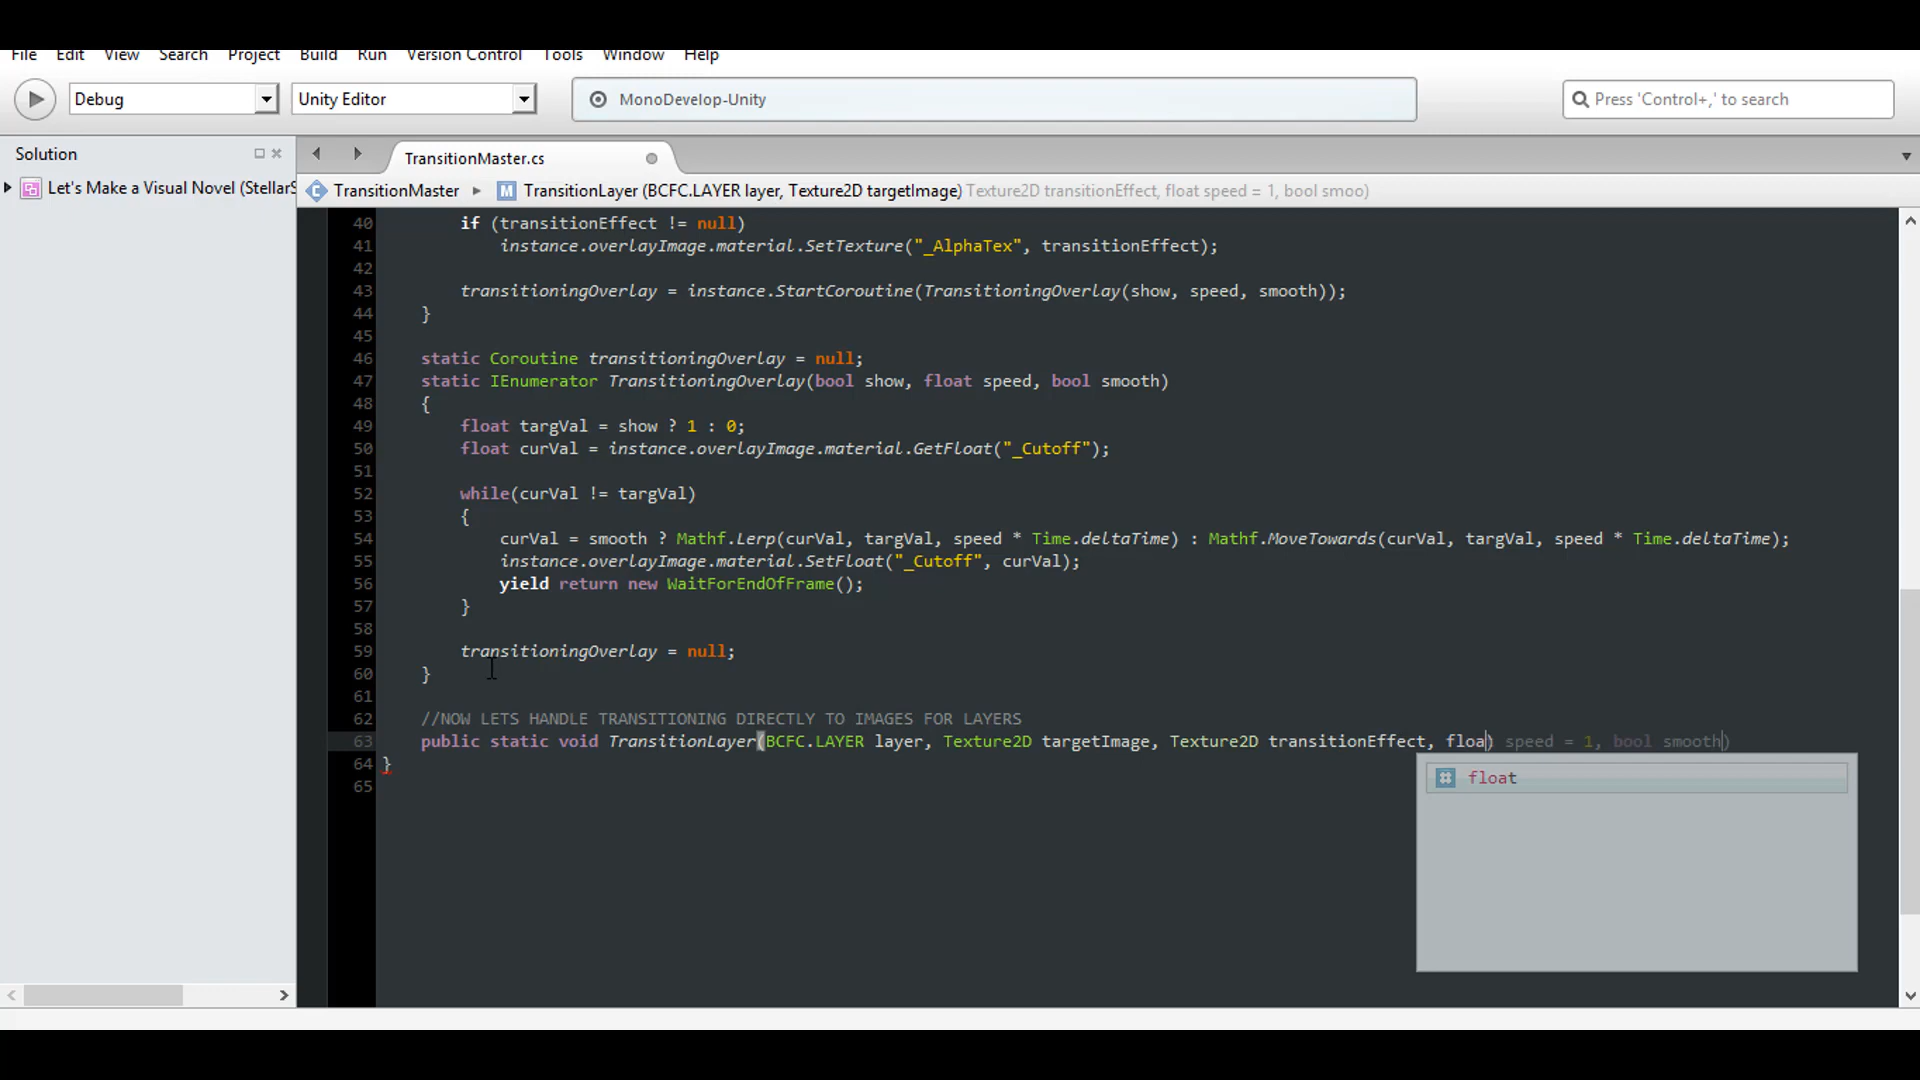 File Edit View Search Project Build Run Version Control Tools Window Help
Debug Unity Editor MonoDevelop-Unity Press 'Control+,' to search
Solution TransitionMaster.cs
Let's Make a Visual Novel (StellarS TransitionMaster TransitionLayer (BCFC.LAYER layer, Texture2D targetImage) Texture2D transitionEffect, float speed = 1, bool smoo)
40 if (transitionEffect != null)
41 instance.overlayImage.material.SetTexture("_AlphaTex", transitionEffect);
42
43 transitioningOverlay = instance.StartCoroutine(TransitioningOverlay(show, speed, smooth));
44 }
45
46 static Coroutine transitioningOverlay = null;
47 static IEnumerator TransitioningOverlay(bool show, float speed, bool smooth)
48 {
49 float targVal = show ? 1 : 0;
50 float curVal = instance.overlayImage.material.GetFloat("_Cutoff");
51
52 while(curVal != targVal)
53 {
54 curVal = smooth ? Mathf.Lerp(curVal, targVal, speed * Time.deltaTime) : Mathf.MoveTowards(curVal, targVal, speed * Time.deltaTime);
55 instance.overlayImage.material.SetFloat("_Cutoff", curVal);
56 yield return new WaitForEndOfFrame();
57 }
58
59 transitioningOverlay = null;
60 }
61
62 //NOW LETS HANDLE TRANSITIONING DIRECTLY TO IMAGES FOR LAYERS
63 public static void TransitionLayer(BCFC.LAYER layer, Texture2D targetImage, Texture2D transitionEffect, floa) speed = 1, bool smooth)
64 }
65
float